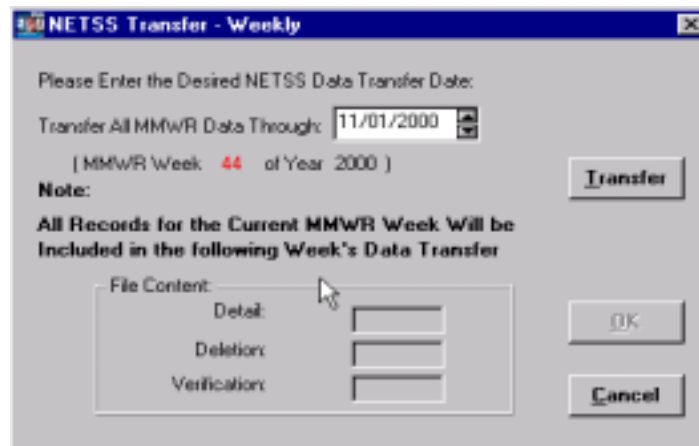 NETSS Transfer - Weekly
Please Enter the Desired NETSS Data Transfer Date:
Transfer All MMWR Data Through: 11/01/2000
( MMWR Week 44 of Year 2000 )
Transfer
Note:
All Records for the Current MMWR Week Will be
Included in the following Week's Data Transfer
File Content:
Detail:
OK
Deletion:
Verification:
Cancel